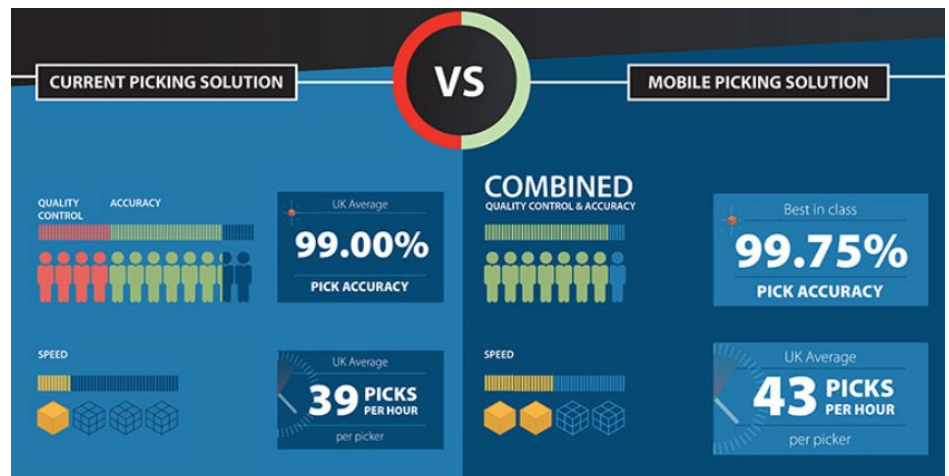 CURRENT PICKING SOLUTION
VS
MOBILE PICKING SOLUTION
QUALITY
CONTROL
ACCURACY
UK Average
99.00%
PICK ACCURACY
SPEED
UK Average
39 PICKS
PER HOUR
per picker
COMBINED
QUALITY CONTROL & ACCURACY
Best in class
99.75%
PICK ACCURACY
SPEED
UK Average
43 PICKS
PER HOUR
per picker